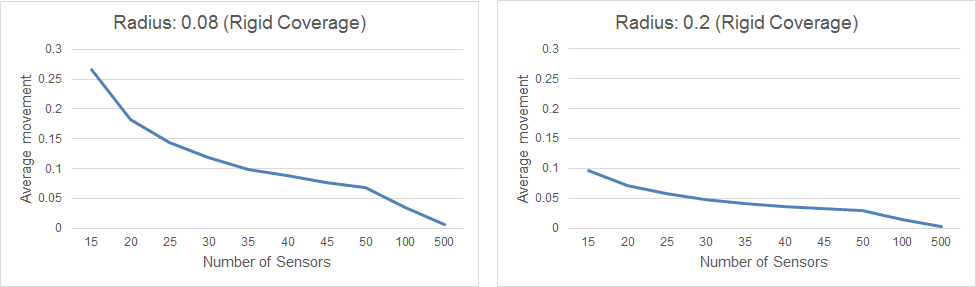 Radius: 0.08 (Rigid Coverage)
0.3
0.25
0.2
0.15
0.1
0.05
0
Average movement
15 20 25 30 35 40 45 50 100 500
Number of Sensors
Radius: 0.2 (Rigid Coverage)
0.3
0.25
0.2
0.15
0.1
0.05
0
Average movement
15 20 25 30 35 40 45 50 100 500
Number of Sensors